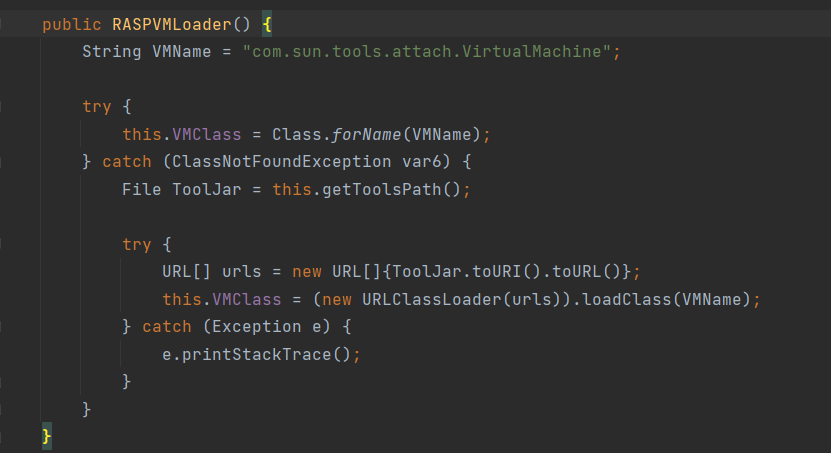 public RASPVMLoader() {
    String VMName = "com.sun.tools.attach.VirtualMachine";

    try {
        this.VMClass = Class.forName(VMName);
    } catch (ClassNotFoundException var6) {
        File ToolJar = this.getToolsPath();

        try {
            URL[] urls = new URL[]{ToolJar.toURI().toURL()};
            this.VMClass = (new URLClassLoader(urls)).loadClass(VMName);
        } catch (Exception e) {
            e.printStackTrace();
        }
    }
}